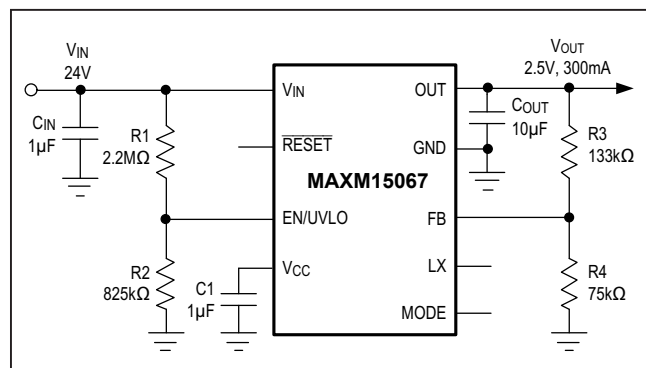 VIN
24V
CIN
1µF
R1
2.2MΩ
R2
825kΩ
C1
1µF
VIN
RESET
EN/UVLO
VCC
MAXM15067
OUT
GND
FB
LX
MODE
VOUT
2.5V, 300mA
COUT
10µF
R3
133kΩ
R4
75kΩ